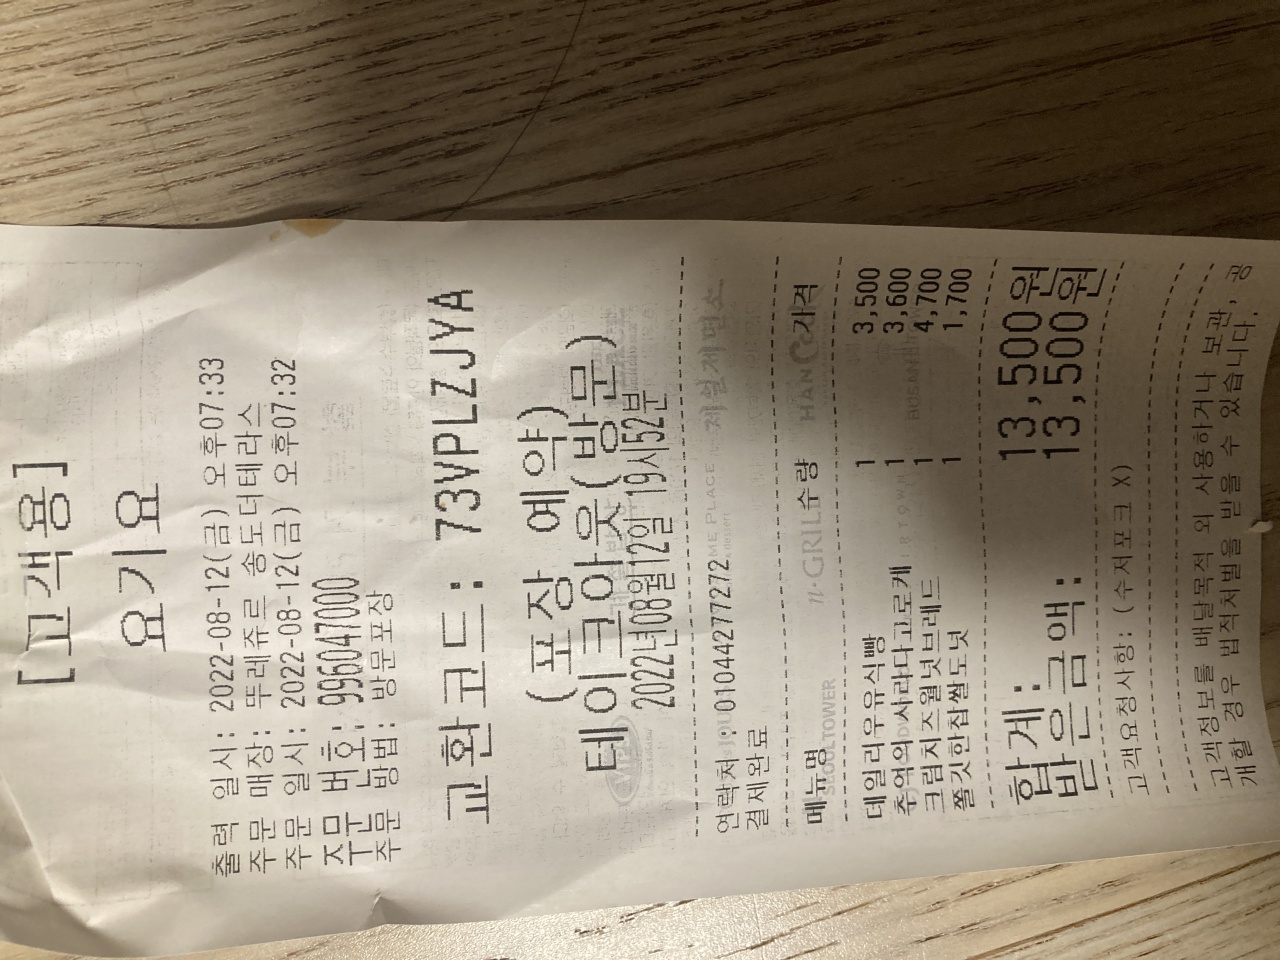 [고객용]
요기요
출력 일시: 2022-08-12(금) 오후07:33
주문 매장: 뚜레쥬르 송도더테라스
주문 일시: 2022-08-12(금) 오후07:32
주문 번호: 996047000
주문 방법: 방문포장
교환코드: 73VPLZJYA
(포장 예약)
테이크아웃(방문)
2022년08월12일 19시52분
연락처: 01044277272
결제완료
메뉴명 수량 가격
데일리우유식빵 1 3,500
추억의 사라다고로케 1 3,600
크림치즈월넛브레드 1 4,700
쫄깃한찹쌀도넛 1 1,700
합계: 13,500원
받은금액: 13,500원
고객요청사항: (수저포크 X)
고객정보를 배달목적 외 사용하거나 보관, 공
개할 경우 법적처벌을 받을 수 있습니다.